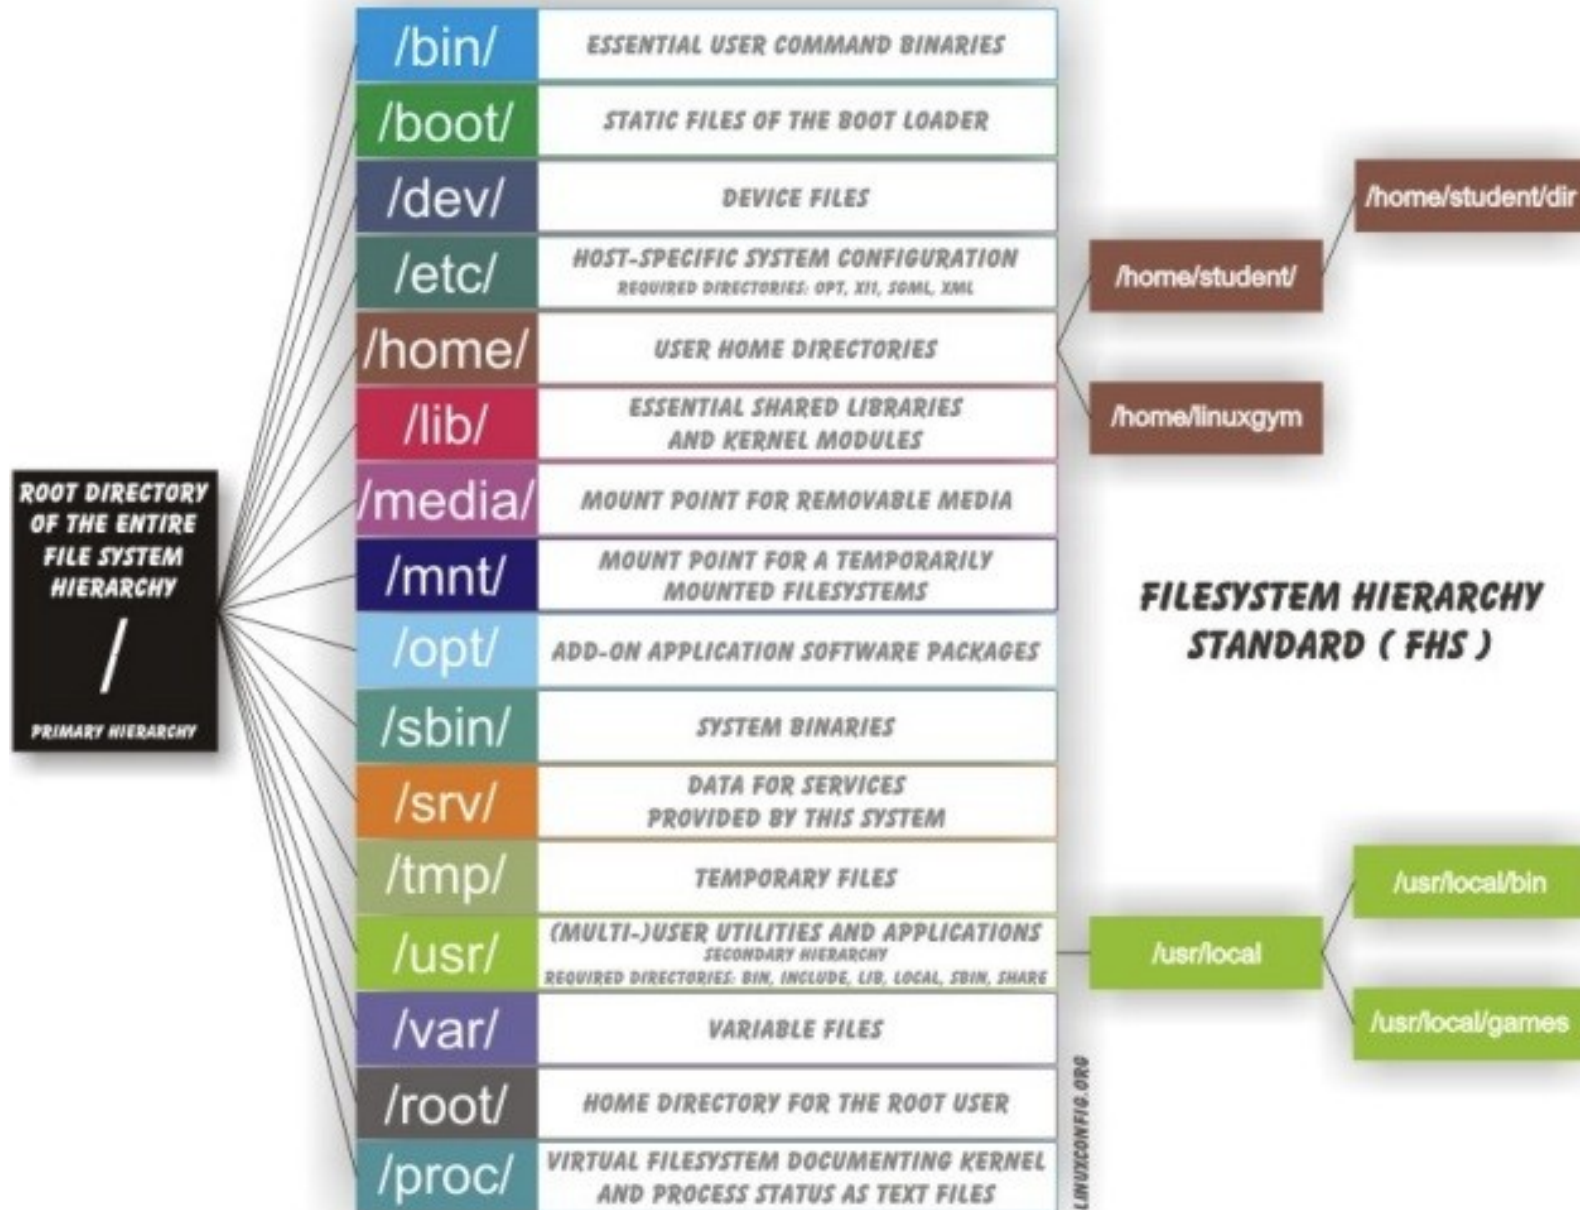 ROOT DIRECTORY
OF THE ENTIRE
FILE SYSTEM
HIERARCHY
/
PRIMARY HIERARCHY
/bin/
ESSENTIAL USER COMMAND BINARIES
/boot/
STATIC FILES OF THE BOOT LOADER
/dev/
DEVICE FILES
/etc/
HOST-SPECIFIC SYSTEM CONFIGURATION
REQUIRED DIRECTORIES: OPT, X11, SGML, XML
/home/
USER HOME DIRECTORIES
/lib/
ESSENTIAL SHARED LIBRARIES
AND KERNEL MODULES
/media/
MOUNT POINT FOR REMOVABLE MEDIA
/mnt/
MOUNT POINT FOR A TEMPORARILY
MOUNTED FILESYSTEMS
/opt/
ADD-ON APPLICATION SOFTWARE PACKAGES
/sbin/
SYSTEM BINARIES
/srv/
DATA FOR SERVICES
PROVIDED BY THIS SYSTEM
/tmp/
TEMPORARY FILES
/usr/
(MULTI-)USER UTILITIES AND APPLICATIONS
SECONDARY HIERARCHY
REQUIRED DIRECTORIES: BIN, INCLUDE, LIB, LOCAL, SBIN, SHARE
/var/
VARIABLE FILES
/root/
HOME DIRECTORY FOR THE ROOT USER
/proc/
VIRTUAL FILESYSTEM DOCUMENTING KERNEL
AND PROCESS STATUS AS TEXT FILES
/home/student/
/home/student/dir
/home/linuxgym
FILESYSTEM HIERARCHY
STANDARD ( FHS )
/usr/local
/usr/local/bin
/usr/local/games
LINUXCONFIG.ORG